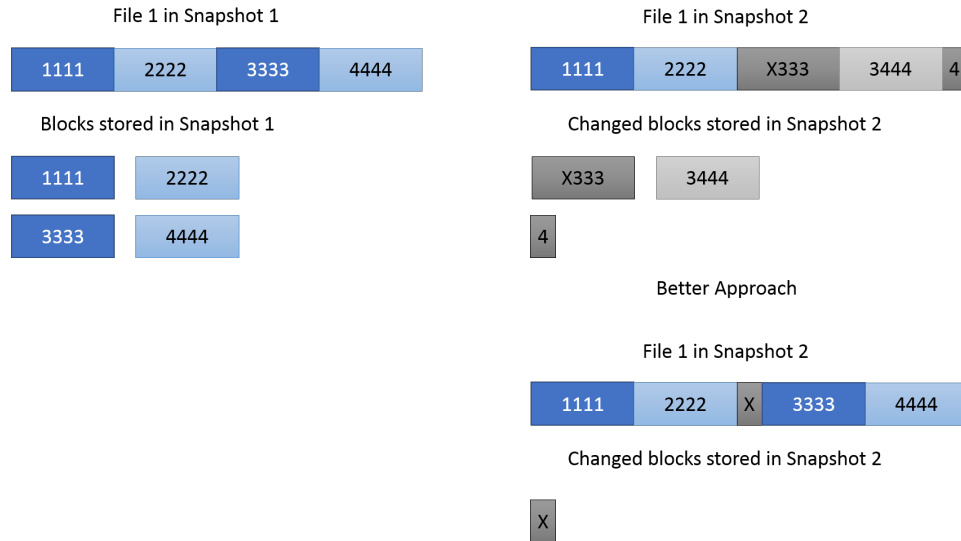 File 1 in Snapshot 1
1111 2222 3333 4444
Blocks stored in Snapshot 1
1111 2222
3333 4444
File 1 in Snapshot 2
1111 2222 X333 3444 4
Changed blocks stored in Snapshot 2
X333 3444
4
Better Approach
File 1 in Snapshot 2
1111 2222 X 3333 4444
Changed blocks stored in Snapshot 2
X